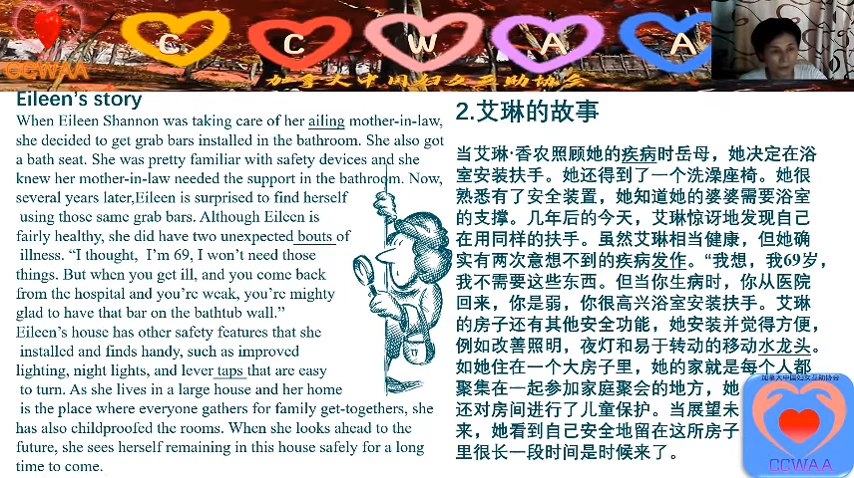 C C W A A
CCWAA
加拿大中国妇女互助协会
Eileen's story
When Eileen Shannon was taking care of her ailing mother-in-law,
she decided to get grab bars installed in the bathroom. She also got
a bath seat. She was pretty familiar with safety devices and she
knew her mother-in-law needed the support in the bathroom. Now,
several years later,Eileen is surprised to find herself
using those same grab bars. Although Eileen is
fairly healthy, she did have two unexpected bouts of
illness. “I thought, I’m 69, I won’t need those
things. But when you get ill, and you come back
from the hospital and you’re weak, you’re mighty
glad to have that bar on the bathtub wall.”
Eileen’s house has other safety features that she
installed and finds handy, such as improved
lighting, night lights, and lever taps that are easy
to turn. As she lives in a large house and her home
is the place where everyone gathers for family get-togethers, she
has also childproofed the rooms. When she looks ahead to the
future, she sees herself remaining in this house safely for a long
time to come.
2.艾琳的故事
当艾琳·香农照顾她的疾病时岳母，她决定在浴
室安装扶手。她还得到了一个洗澡座椅。她很
熟悉有了安全装置，她知道她的婆婆需要浴室
的支撑。几年后的今天，艾琳惊讶地发现自己
在用同样的扶手。虽然艾琳相当健康，但她确
实有两次意想不到的疾病发作。“我想，我69岁，
我不需要这些东西。但当你生病时，你从医院
回来，你是弱，你很高兴浴室安装扶手。艾琳
的房子还有其他安全功能，她安装并觉得方便，
例如改善照明，夜灯和易于转动的移动水龙头。
如她住在一个大房子里，她的家就是每个人都
聚集在一起参加家庭聚会的地方，她
还对房间进行了儿童保护。当展望未
来，她看到自己安全地留在这所房子
里很长一段时间是时候来了。
加拿大中国妇女互助协会
CCWAA